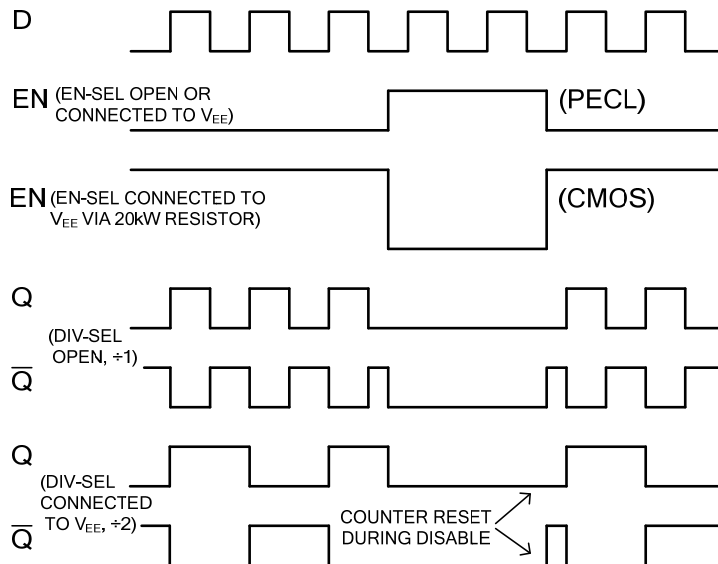 D
EN (EN-SEL OPEN OR
CONNECTED TO VEE)
(PECL)
EN (EN-SEL CONNECTED TO
VEE VIA 20kW RESISTOR)
(CMOS)
Q
(DIV-SEL
OPEN, ÷1)
Q̅
Q
(DIV-SEL
CONNECTED
TO VEE, ÷2)
Q̅
COUNTER RESET
DURING DISABLE